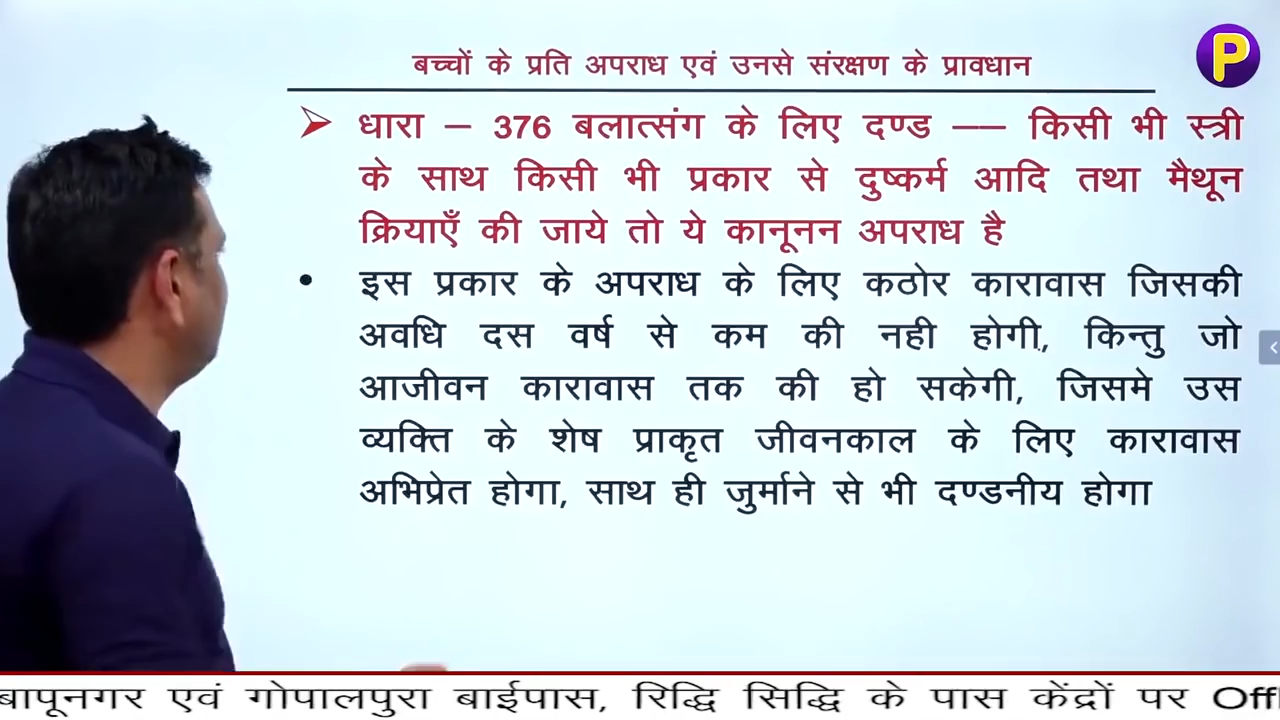 बच्चों के प्रति अपराध एवं उनसे संरक्षण के प्रावधान
P
➢ धारा – 376 बलात्संग के लिए दण्ड –– किसी भी स्त्री
के साथ किसी भी प्रकार से दुष्कर्म आदि तथा मैथून
क्रियाएँ की जाये तो ये कानूनन अपराध है
• इस प्रकार के अपराध के लिए कठोर कारावास जिसकी
अवधि दस वर्ष से कम की नही होगी, किन्तु जो
आजीवन कारावास तक की हो सकेगी, जिसमे उस
व्यक्ति के शेष प्राकृत जीवनकाल के लिए कारावास
अभिप्रेत होगा, साथ ही जुर्माने से भी दण्डनीय होगा
बापूनगर एवं गोपालपुरा बाईपास, रिद्धि सिद्धि के पास केंद्रों पर